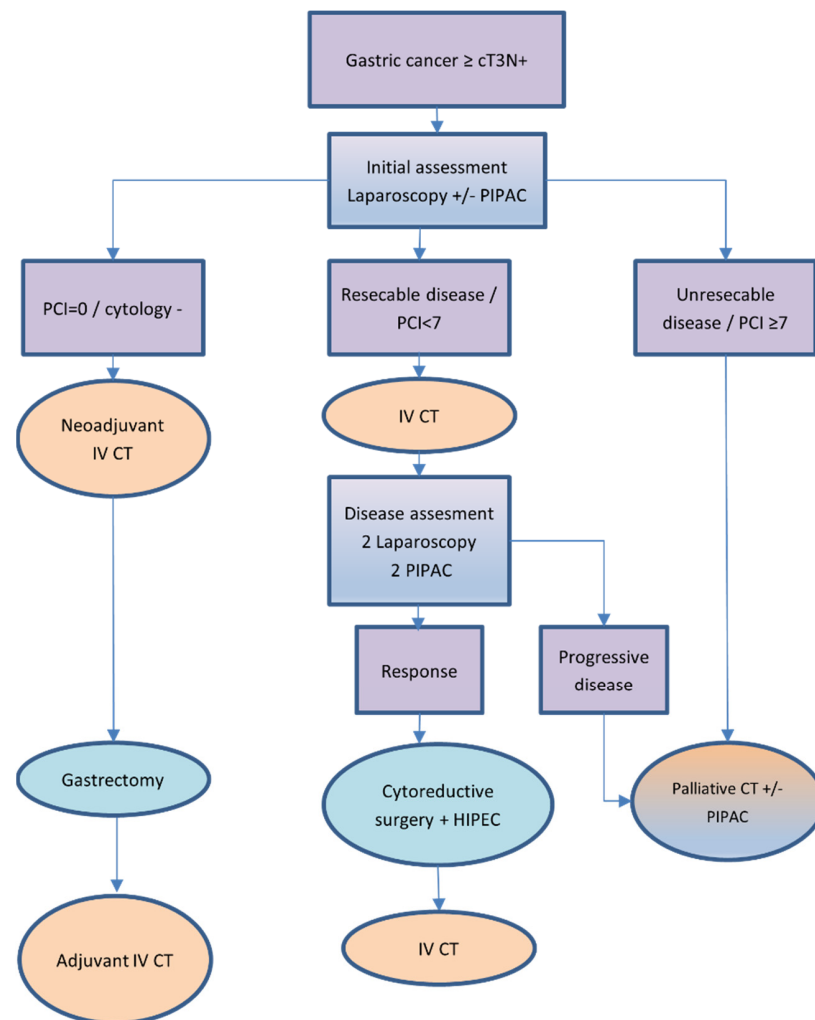 Gastric cancer ≥ cT3N+
Initial assessment
Laparoscopy +/- PIPAC
PCI=0 / cytology -
Resecable disease /
PCI<7
Unresecable
disease / PCI ≥7
Neoadjuvant
IV CT
IV CT
Disease assesment
2 Laparoscopy
2 PIPAC
Response
Progressive
disease
Gastrectomy
Cytoreductive
surgery + HIPEC
Palliative CT +/-
PIPAC
Adjuvant IV CT
IV CT